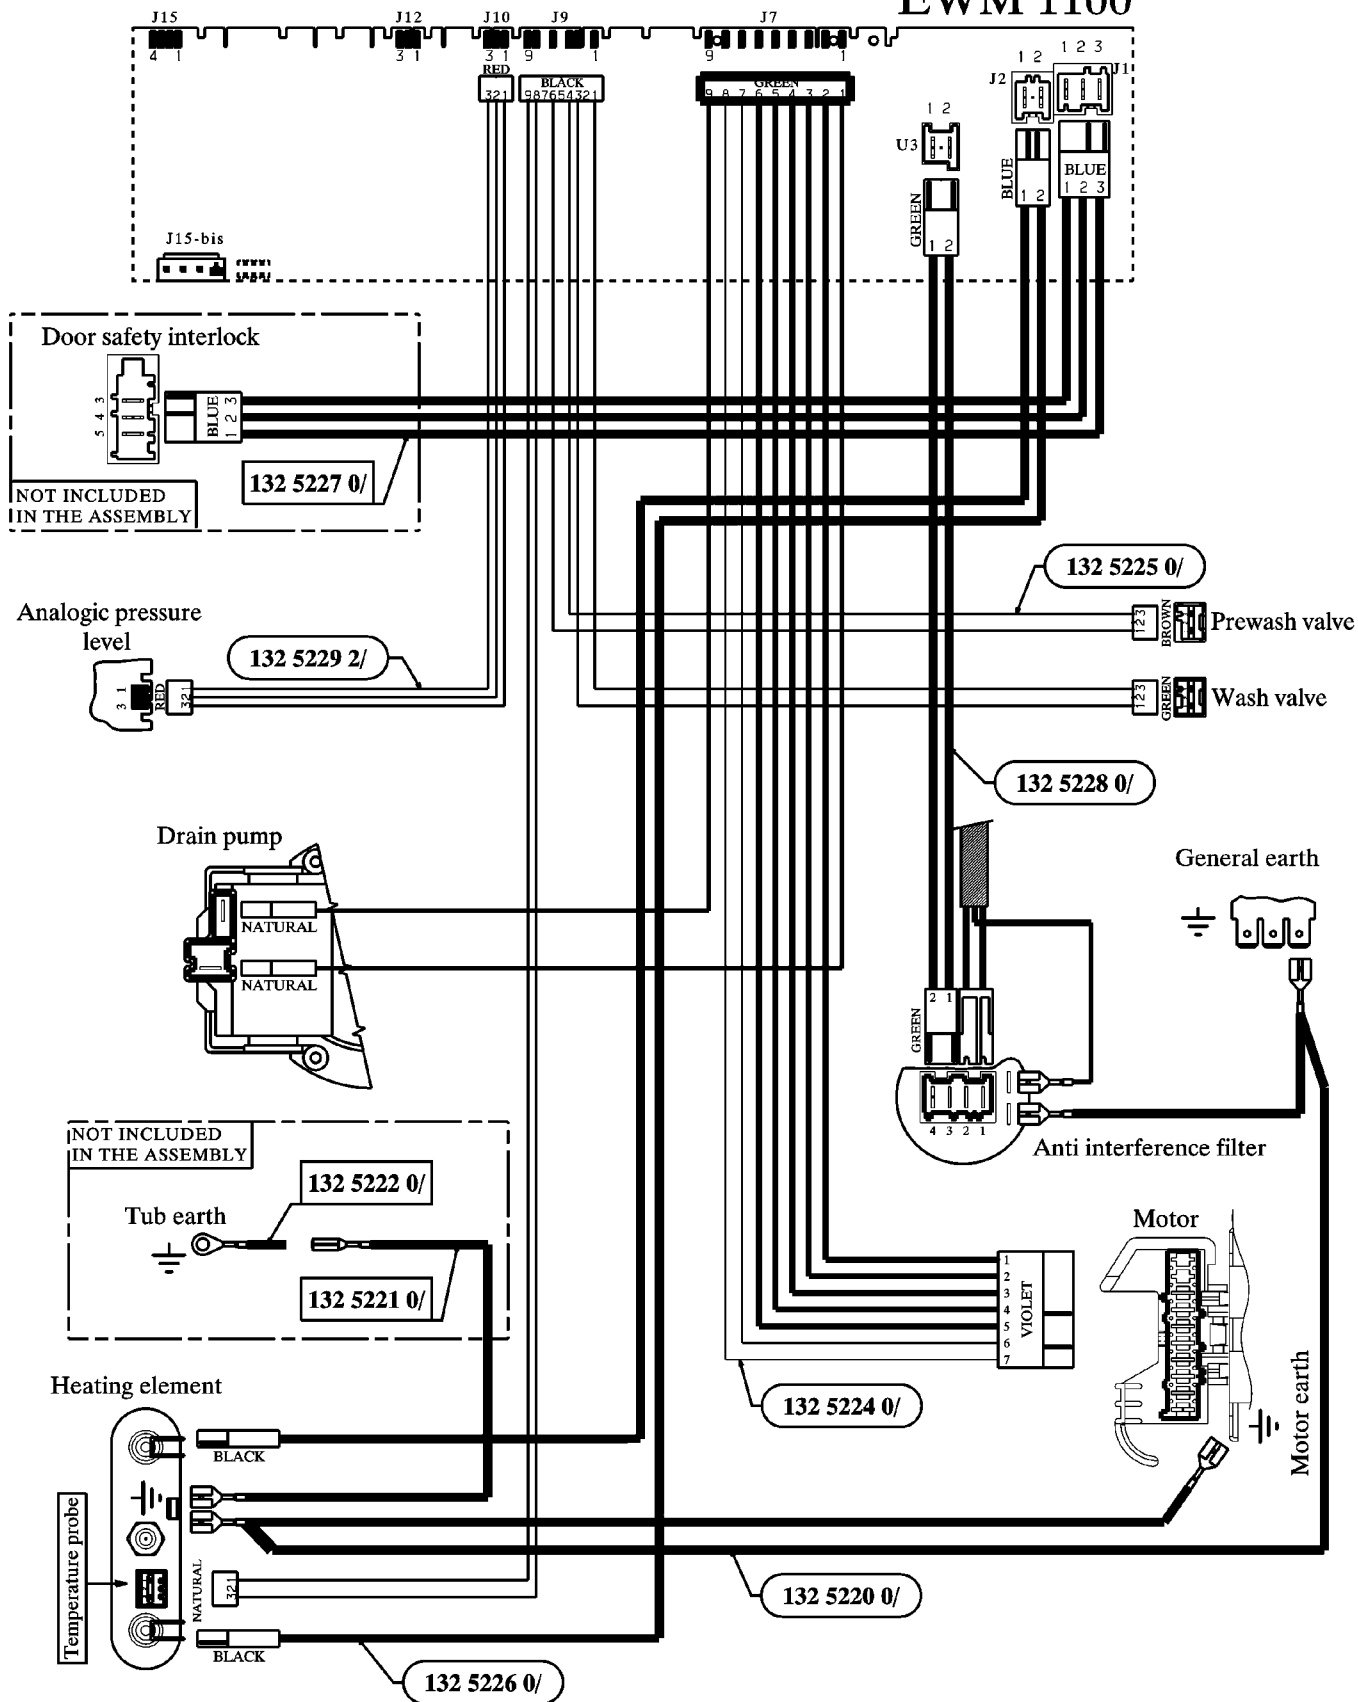 EWM 1100
J15 J12 J10 J9 J7
4 1 3 1 3 1 9 1 9 1
RED
321
BLACK
987654321
GREEN
9 8 7 6 5 4 3 2 1
1 2
U3
GREEN
1 2
1 2
J2
BLUE
1 2
1 2 3
J1
BLUE
1 2 3
J15-bis
Door safety interlock
3
4
5
BLUE
1 2 3
132 5227 0/
NOT INCLUDED
IN THE ASSEMBLY
132 5225 0/
123
BROWN
Prewash valve
Analogic pressure
level
3 1
RED
321
132 5229 2/
123
GREEN
Wash valve
132 5228 0/
Drain pump
NATURAL
NATURAL
General earth
GREEN
2 1
4 3 2 1
Anti interference filter
NOT INCLUDED
IN THE ASSEMBLY
132 5222 0/
Tub earth
132 5221 0/
1
2
3
4
5
6
7
VIOLET
Motor
Motor earth
132 5224 0/
Heating element
BLACK
Temperature probe
NATURAL
321
BLACK
132 5220 0/
132 5226 0/